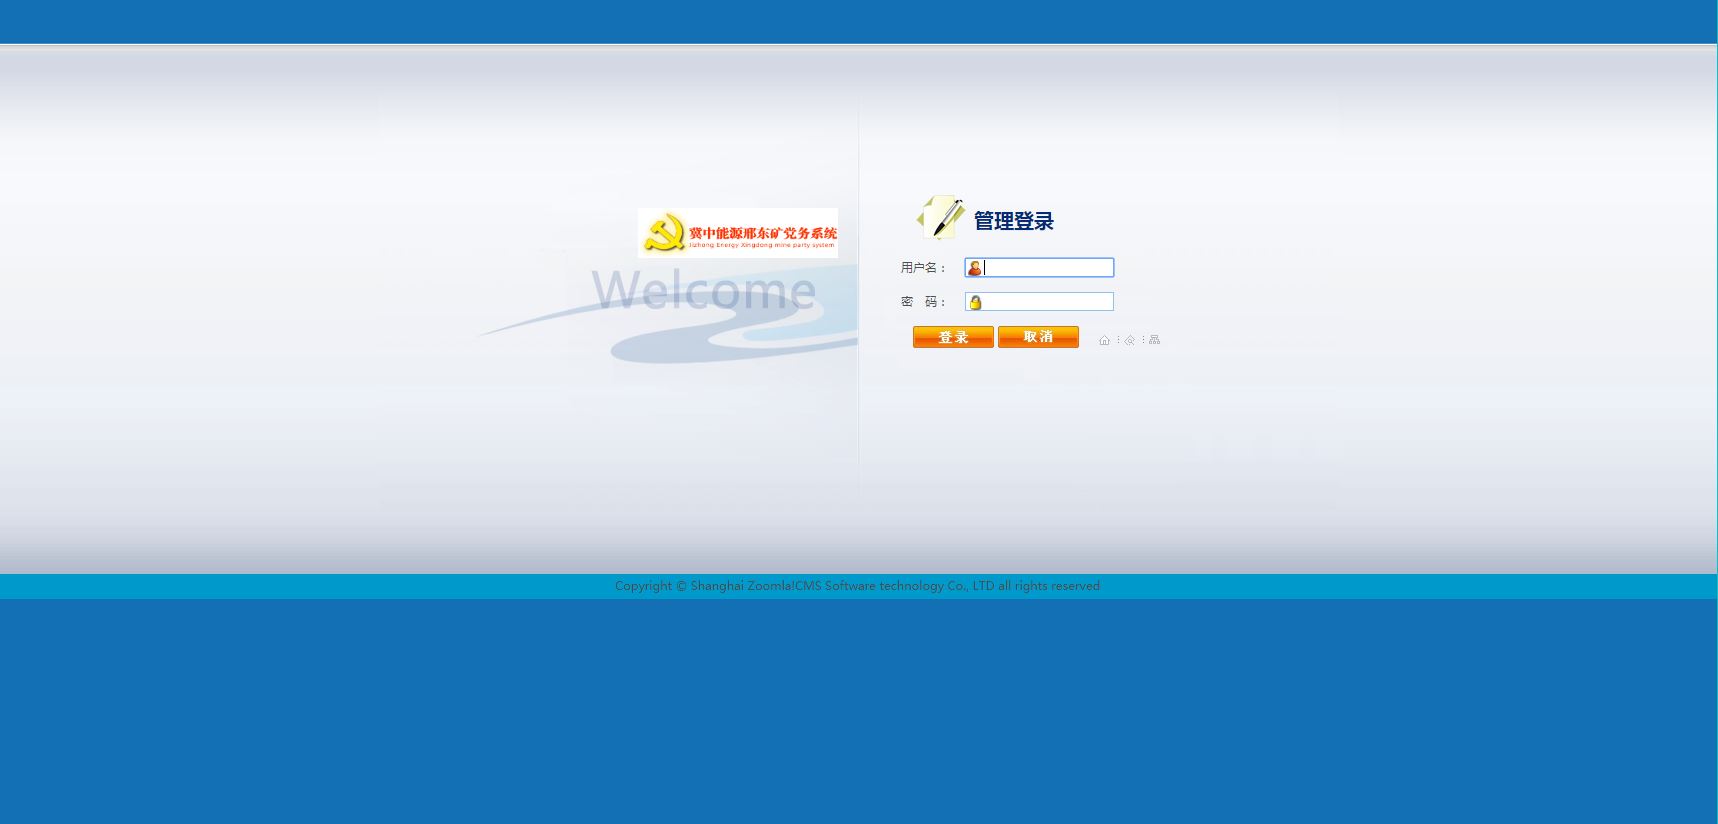 冀中能源邢东矿党务系统
Jizhong Energy Xingdong mine party system
Welcome
管理登录
用户名：
密　码：
登录 取消
Copyright © Shanghai Zoomla!CMS Software technology Co., LTD all rights reserved